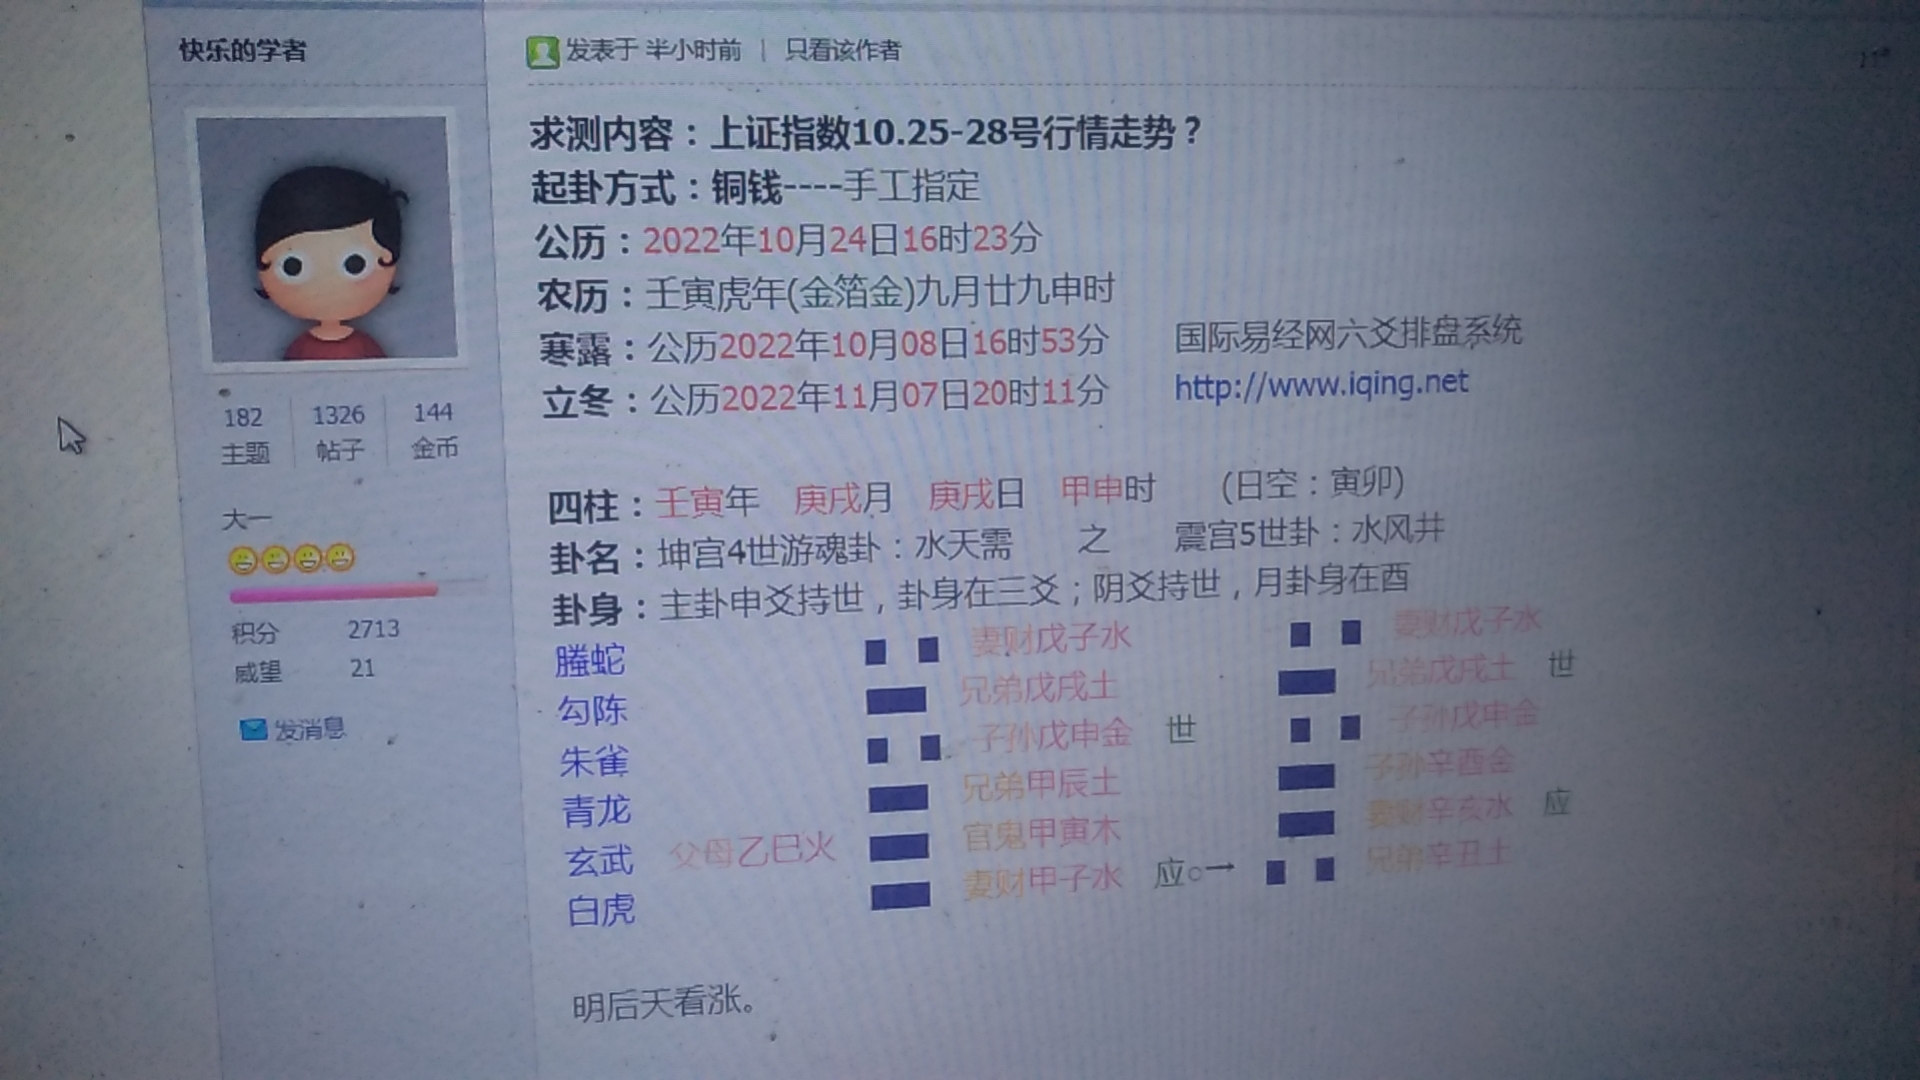 快乐的学者
发表于 半小时前 | 只看该作者
11#
求测内容：上证指数10.25-28号行情走势？
起卦方式：铜钱----手工指定
公历：2022年10月24日16时23分
农历：壬寅虎年(金箔金)九月廿九申时
寒露：公历2022年10月08日16时53分 国际易经网六爻排盘系统
立冬：公历2022年11月07日20时11分 http://www.iqing.net
182 1326 144
主题 帖子 金币
大一
积分 2713
威望 21
发消息
四柱：壬寅年 庚戌月 庚戌日 甲申时 (日空：寅卯)
卦名：坤宫4世游魂卦：水天需 之 震宫5世卦：水风井
卦身：主卦申爻持世，卦身在三爻；阴爻持世，月卦身在酉
螣蛇 妻财戊子水 妻财戊子水
勾陈 兄弟戊戌土 兄弟戊戌土 世
朱雀 子孙戊申金 世 子孙戊申金
青龙 兄弟甲辰土 子孙辛酉金
玄武 父母乙巳火 官鬼甲寅木 妻财辛亥水 应
白虎 妻财甲子水 应○→ 兄弟辛丑土
明后天看涨。